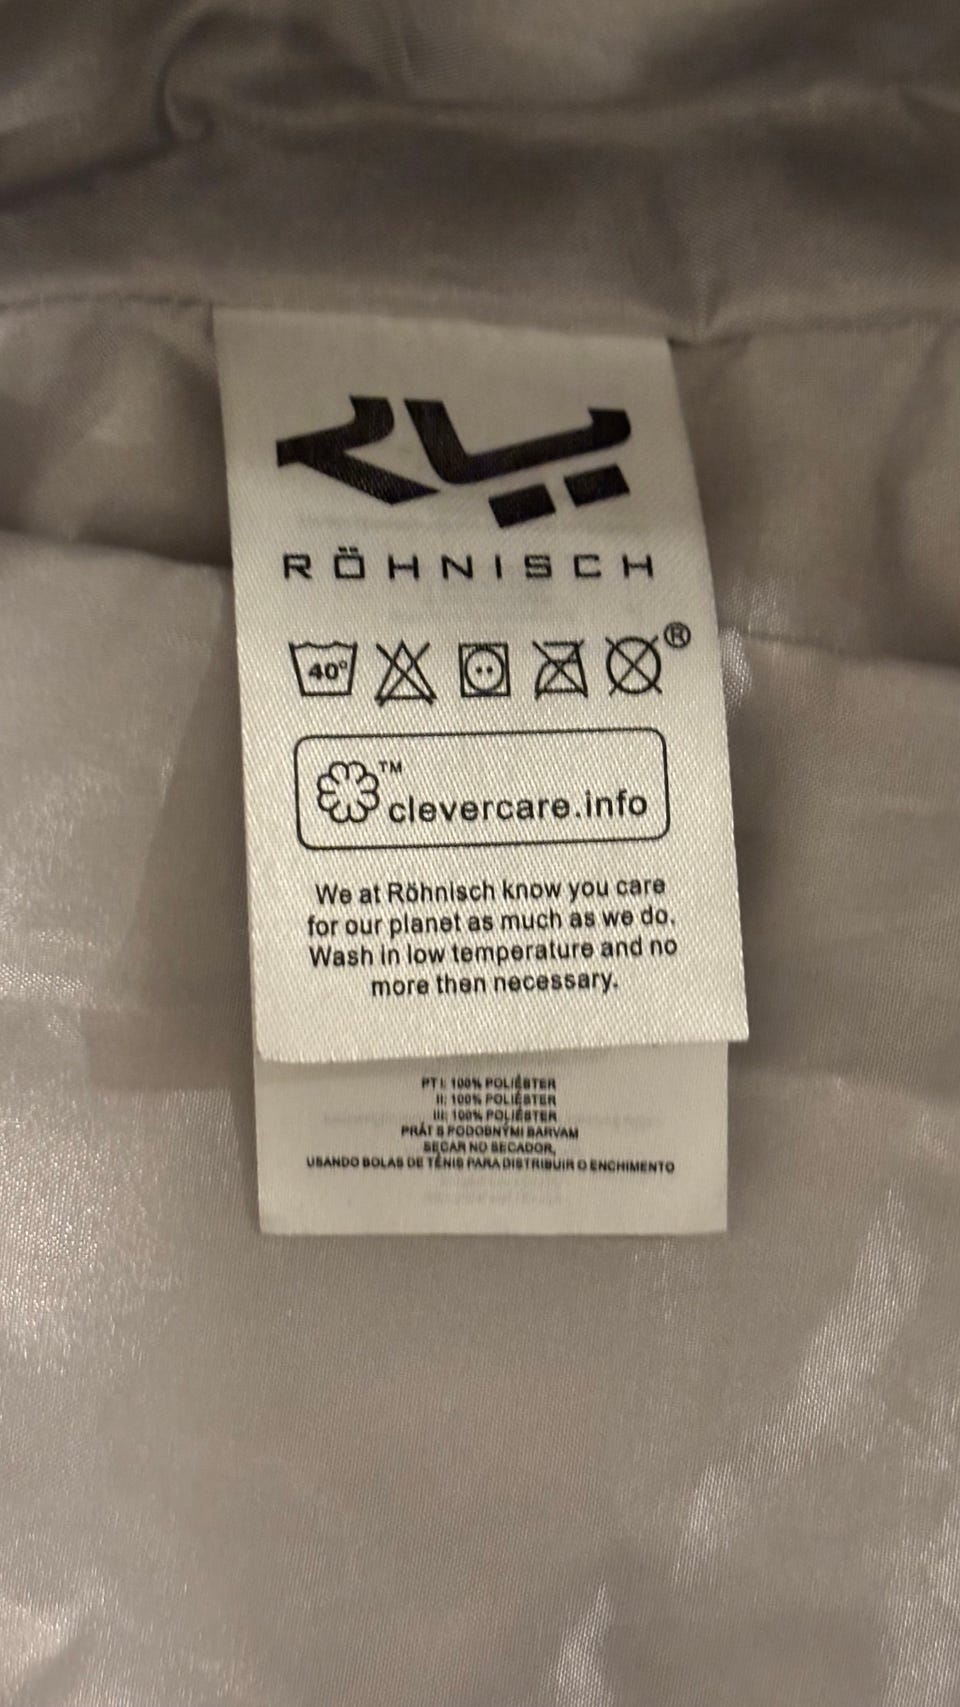 RÖHNISCH
40°
®
™
clevercare.info
We at Röhnisch know you care
for our planet as much as we do.
Wash in low temperature and no
more then necessary.
PT I: 100% POLIÉSTER
II: 100% POLIÉSTER
III: 100% POLIÉSTER
PRÁT S PODOBNÝMI BARVAM
SECAR NO SECADOR,
USANDO BOLAS DE TÊNIS PARA DISTRIBUIR O ENCHIMENTO